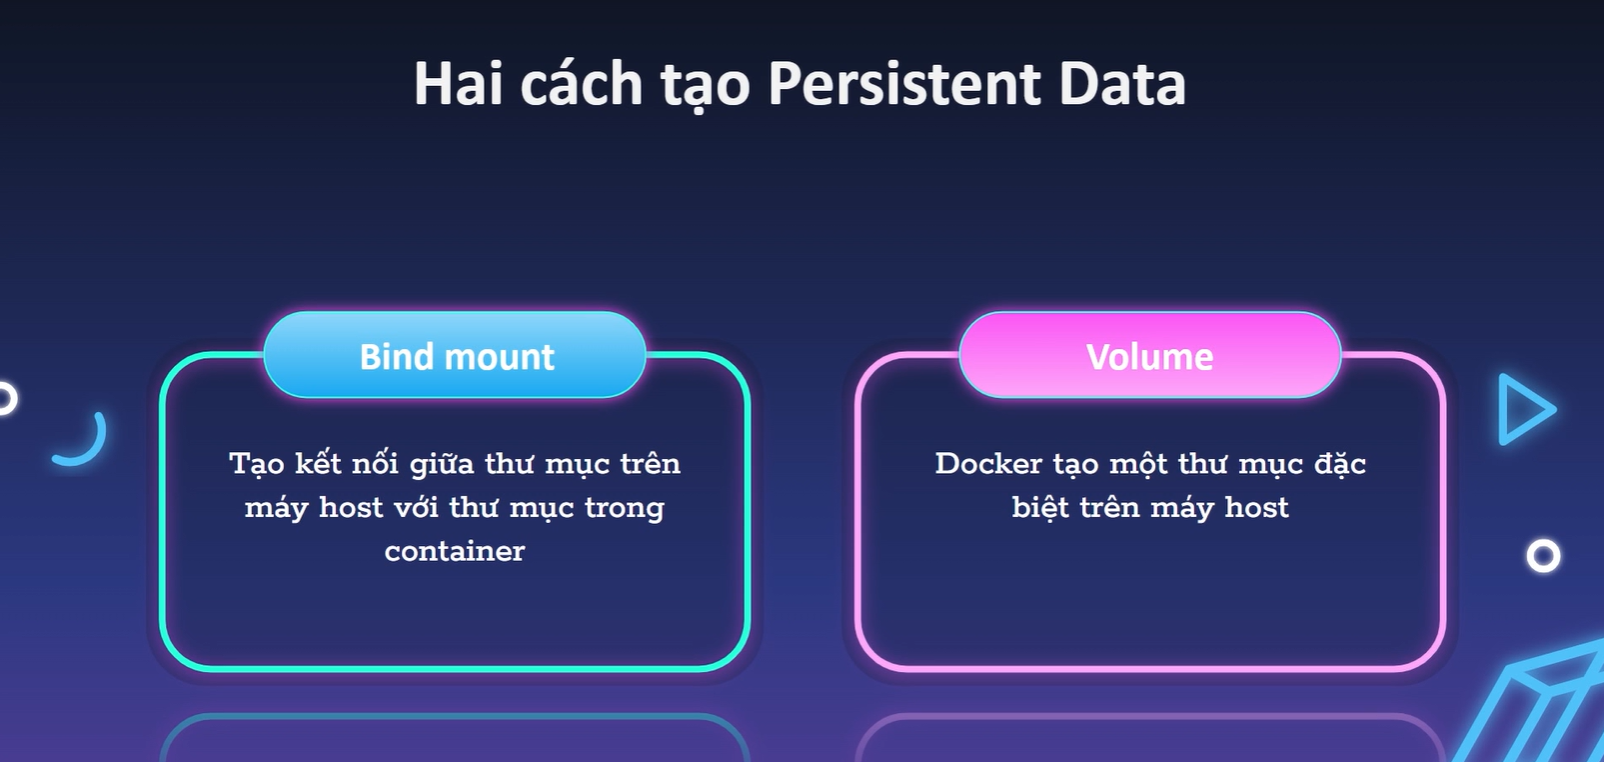 Hai cách tạo Persistent Data
Bind mount
Tạo kết nối giữa thư mục trên
máy host với thư mục trong
container
Volume
Docker tạo một thư mục đặc
biệt trên máy host